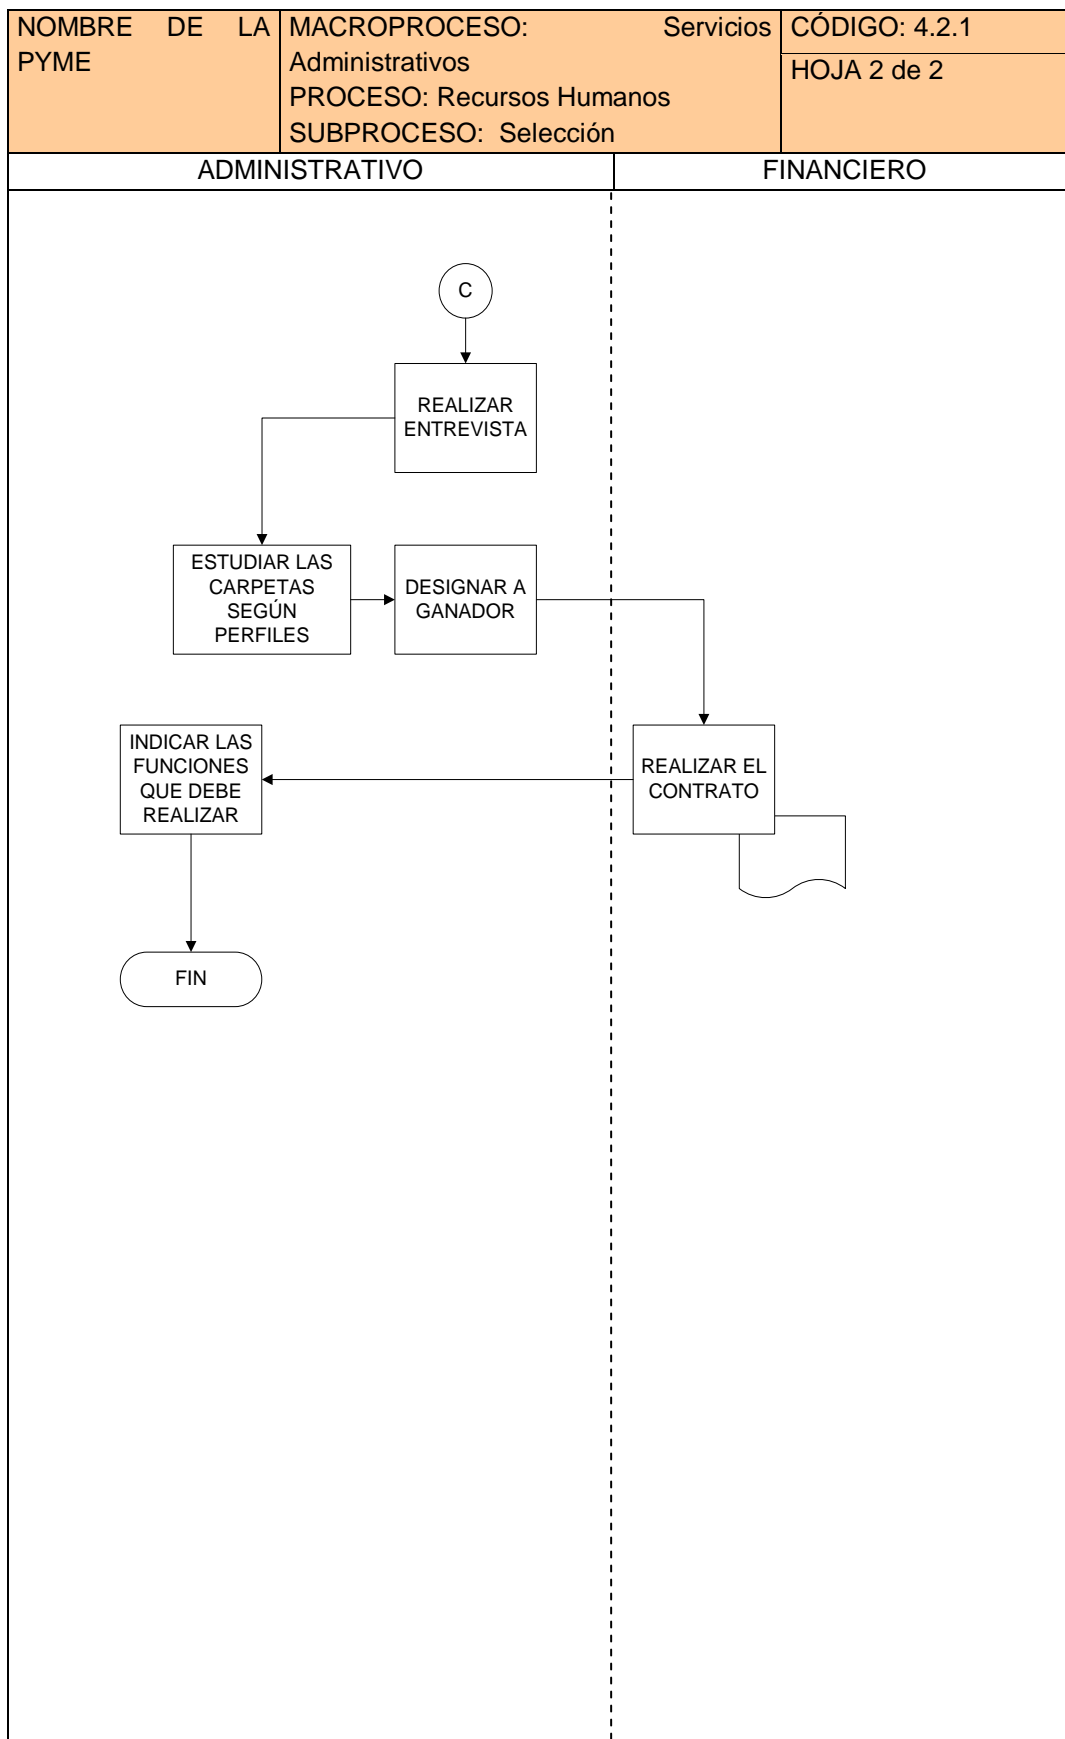 NOMBRE DE LA
PYME
MACROPROCESO: Servicios
Administrativos
PROCESO: Recursos Humanos
SUBPROCESO: Selección
CÓDIGO: 4.2.1
HOJA 2 de 2
ADMINISTRATIVO
FINANCIERO
C
REALIZAR
ENTREVISTA
ESTUDIAR LAS
CARPETAS
SEGÚN
PERFILES
DESIGNAR A
GANADOR
INDICAR LAS
FUNCIONES
QUE DEBE
REALIZAR
REALIZAR EL
CONTRATO
FIN